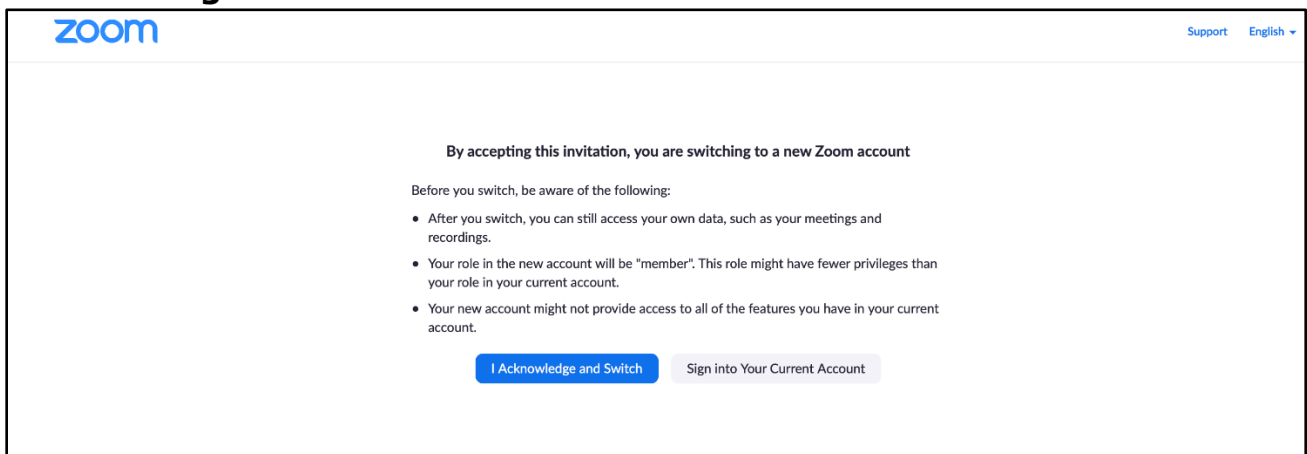 zoom
Support English
By accepting this invitation, you are switching to a new Zoom account
Before you switch, be aware of the following:
• After you switch, you can still access your own data, such as your meetings and
recordings.
• Your role in the new account will be "member". This role might have fewer privileges than
your role in your current account.
• Your new account might not provide access to all of the features you have in your current
account.
I Acknowledge and Switch Sign into Your Current Account